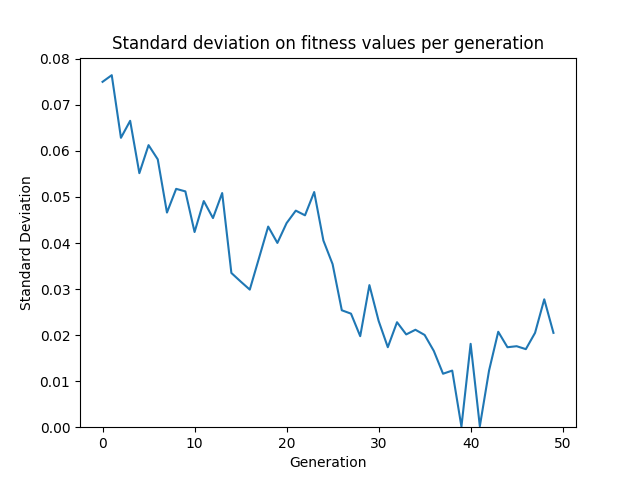 Standard deviation on fitness values per generation
0.08
0.07
0.06
0.05
0.04
0.03
0.02
0.01
0.00
Standard Deviation
0 10 20 30 40 50
Generation